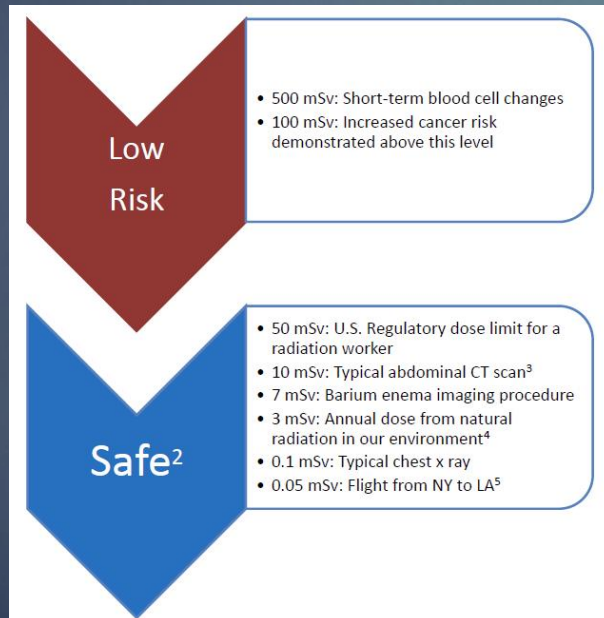 Low
Risk
• 500 mSv: Short-term blood cell changes
• 100 mSv: Increased cancer risk
demonstrated above this level
Safe²
• 50 mSv: U.S. Regulatory dose limit for a
radiation worker
• 10 mSv: Typical abdominal CT scan³
• 7 mSv: Barium enema imaging procedure
• 3 mSv: Annual dose from natural
radiation in our environment⁴
• 0.1 mSv: Typical chest x ray
• 0.05 mSv: Flight from NY to LA⁵